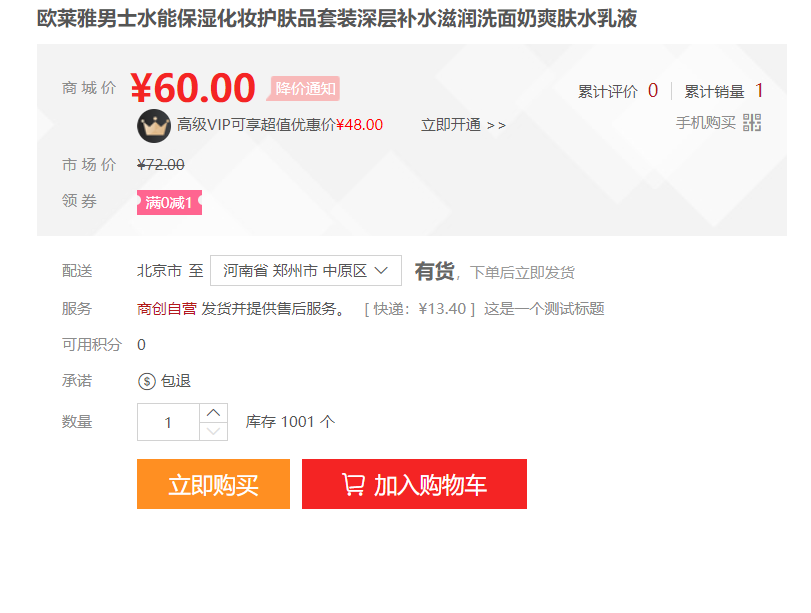 欧莱雅男士水能保湿化妆护肤品套装深层补水滋润洗面奶爽肤水乳液
商城价 ¥60.00 降价通知 累计评价 0 累计销量 1
高级VIP可享超值优惠价¥48.00 立即开通 >> 手机购买
市场价 ¥72.00
领券 满0减1
配送 北京市 至 河南省 郑州市 中原区 有货，下单后立即发货
服务 商创自营 发货并提供售后服务。 [ 快递：¥13.40 ] 这是一个测试标题
可用积分 0
承诺 $ 包退
数量 1 库存 1001 个
立即购买 加入购物车